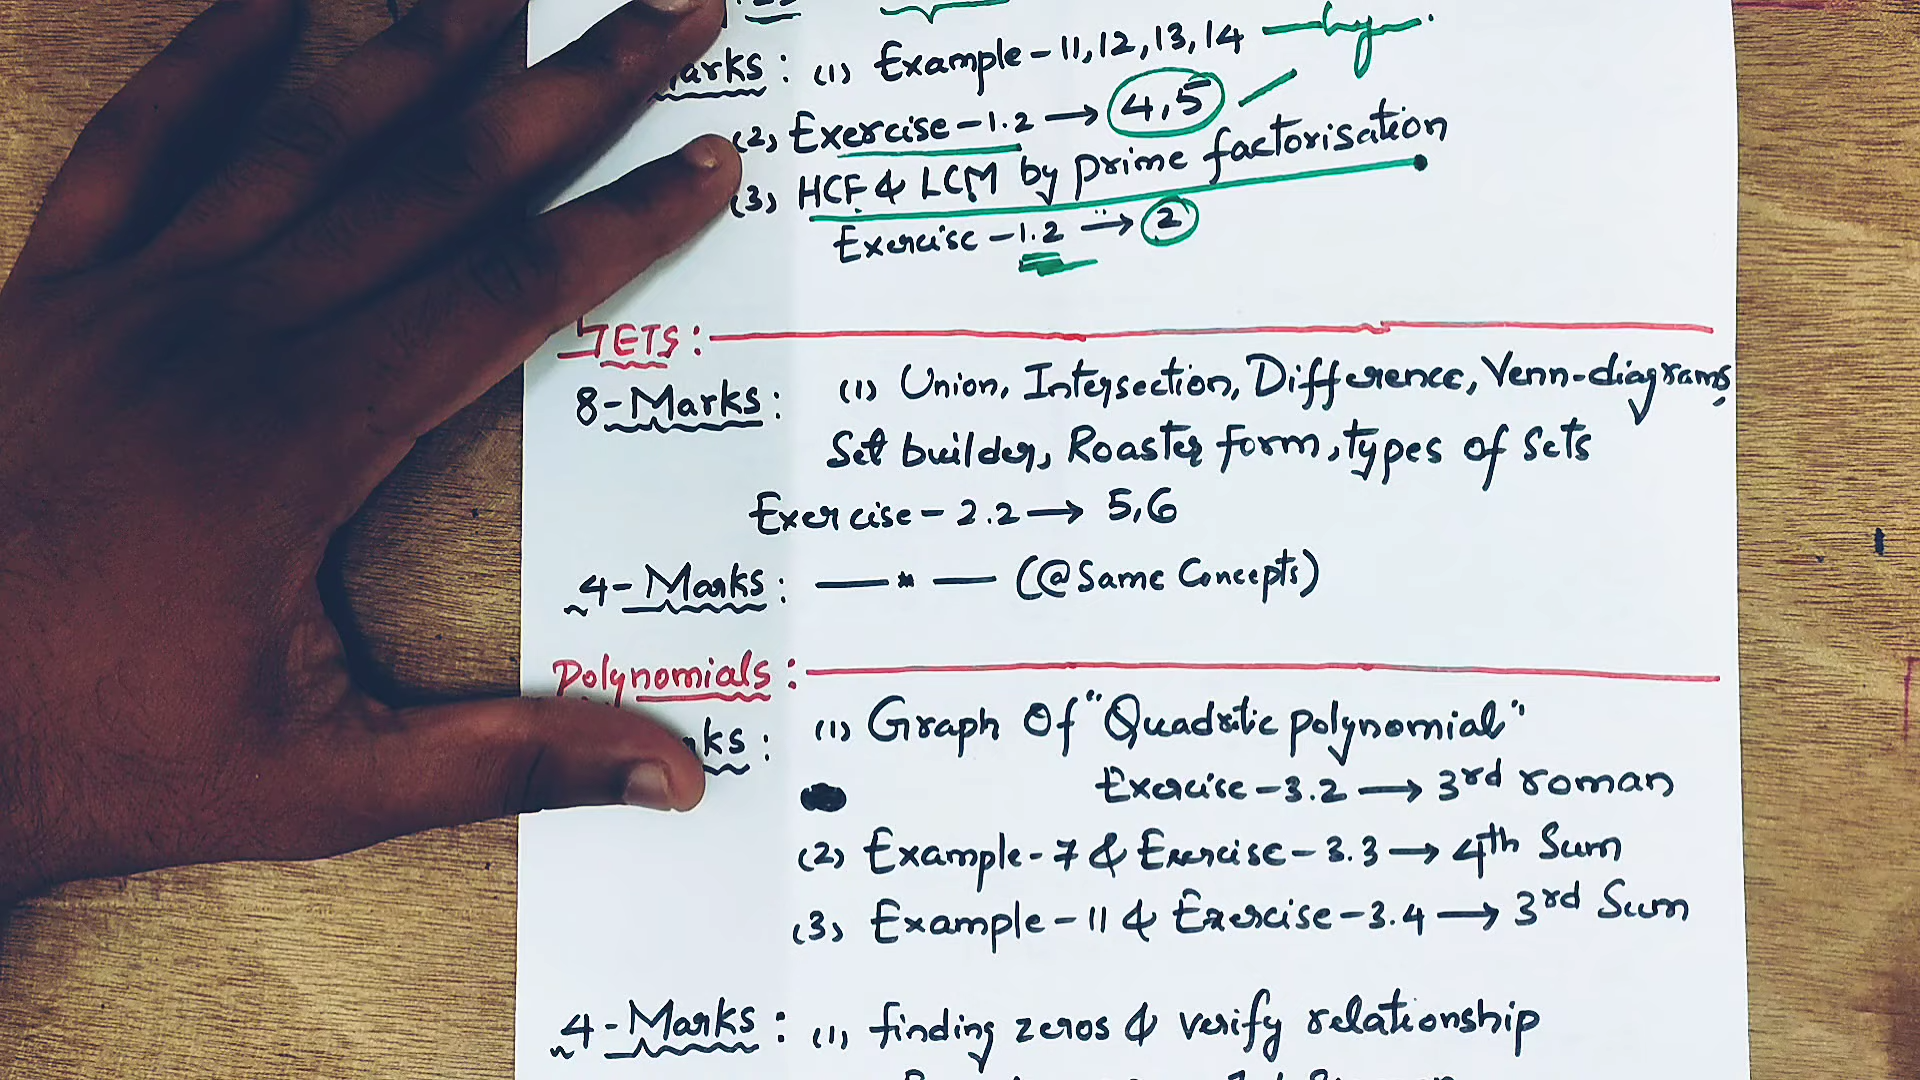 arks : (1) Example - 11,12,13,14
(2) Exercise - 1.2 → 4,5
(3) HCF & LCM by prime factorisation
Exercise - 1.2 → 2
SETS :
8-Marks : (1) Union, Intersection, Difference, Venn-diagrams,
Set builder, Roaster form, types of sets
Exercise - 2.2 → 5,6
4-Marks : (@Same Concepts)
Polynomials :
ks : (1) Graph Of "Quadratic polynomial"
Exercise - 3.2 → 3rd roman
(2) Example - 7 & Exercise - 3.3 → 4th Sum
(3) Example - 11 & Exercise - 3.4 → 3rd Sum
4-Marks : (1) finding zeros & verify relationship